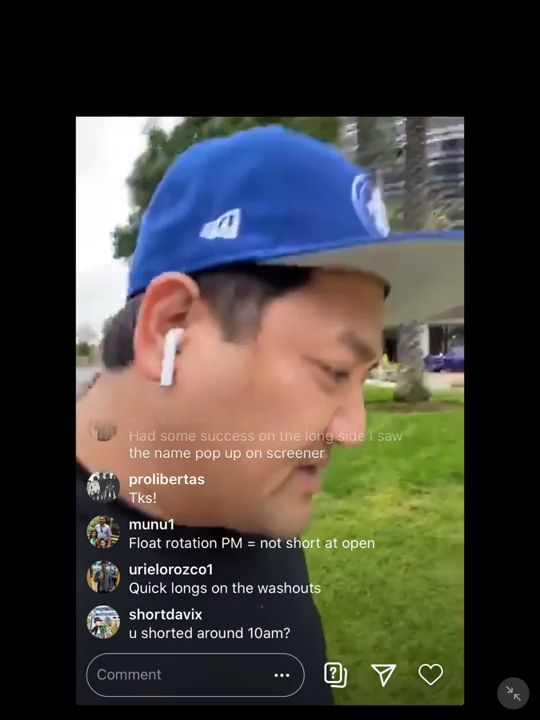 Had some success on the long side I saw
the name pop up on screener
prolibertas
Tks!
munu1
Float rotation PM = not short at open
urielorozco1
Quick longs on the washouts
shortdavix
u shorted around 10am?
Comment